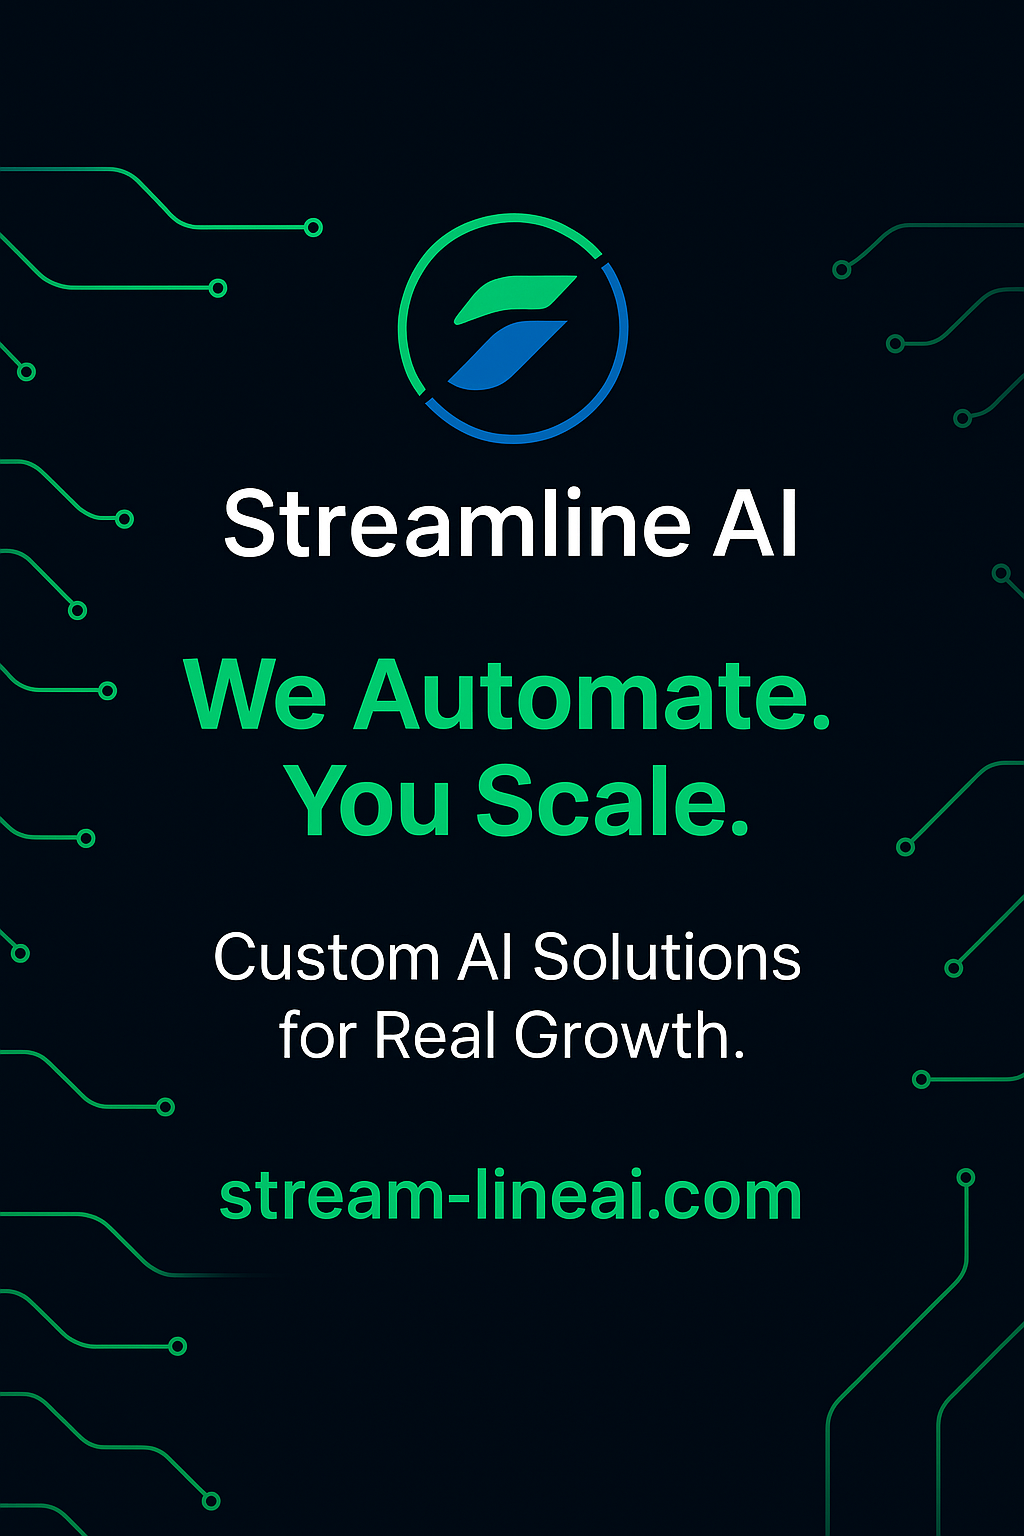 Streamline AI
We Automate.
You Scale.
Custom AI Solutions
for Real Growth.
stream-lineai.com